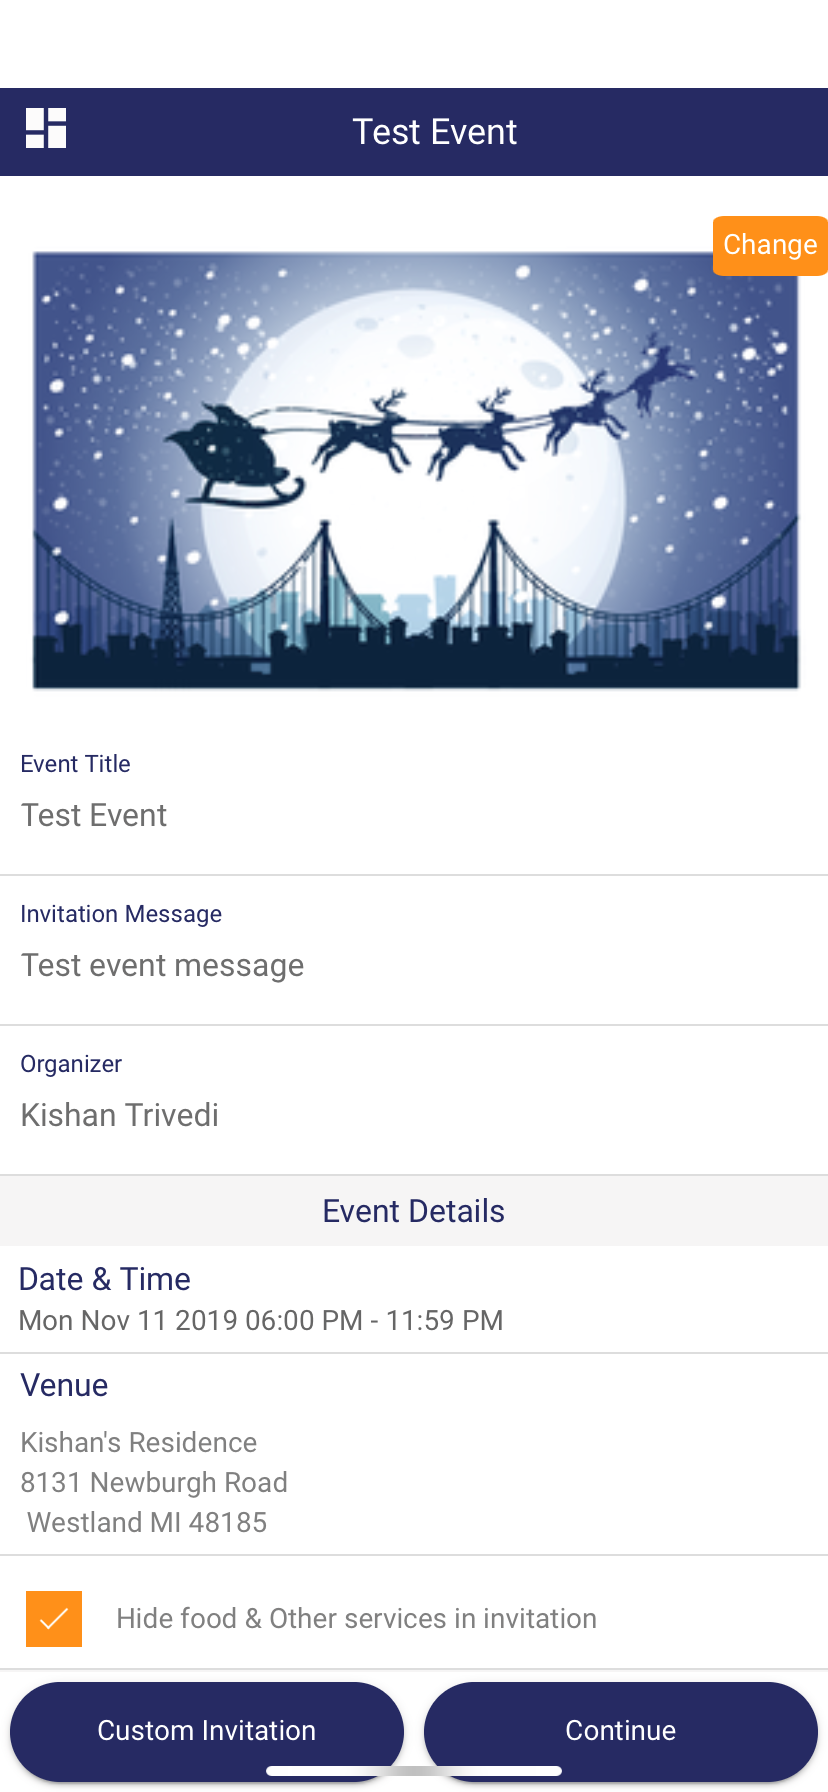 Test Event
Change
Event Title
Test Event
Invitation Message
Test event message
Organizer
Kishan Trivedi
Event Details
Date & Time
Mon Nov 11 2019 06:00 PM - 11:59 PM
Venue
Kishan's Residence
8131 Newburgh Road
Westland MI 48185
Hide food & Other services in invitation
Custom Invitation
Continue